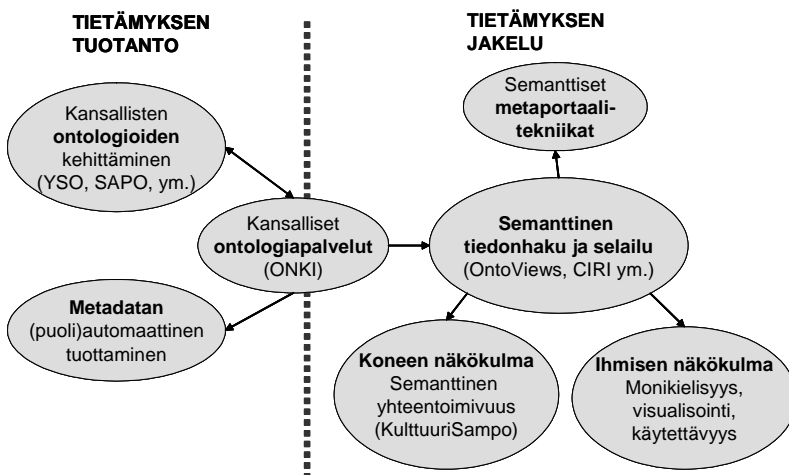 TIETÄMYKSEN
TUOTANTO
TIETÄMYKSEN
JAKELU
Kansallisten
ontologioiden
kehittäminen
(YSO, SAPO, ym.)
Semanttiset
metaportaali-
tekniikat
Kansalliset
ontologiapalvelut
(ONKI)
Semanttinen
tiedonhaku ja selailu
(OntoViews, CIRI ym.)
Metadatan
(puoli)automaattinen
tuottaminen
Koneen näkökulma
Semanttinen
yhteentoimivuus
(KulttuuriSampo)
Ihmisen näkökulma
Monikielisyys,
visualisointi,
käytettävyys